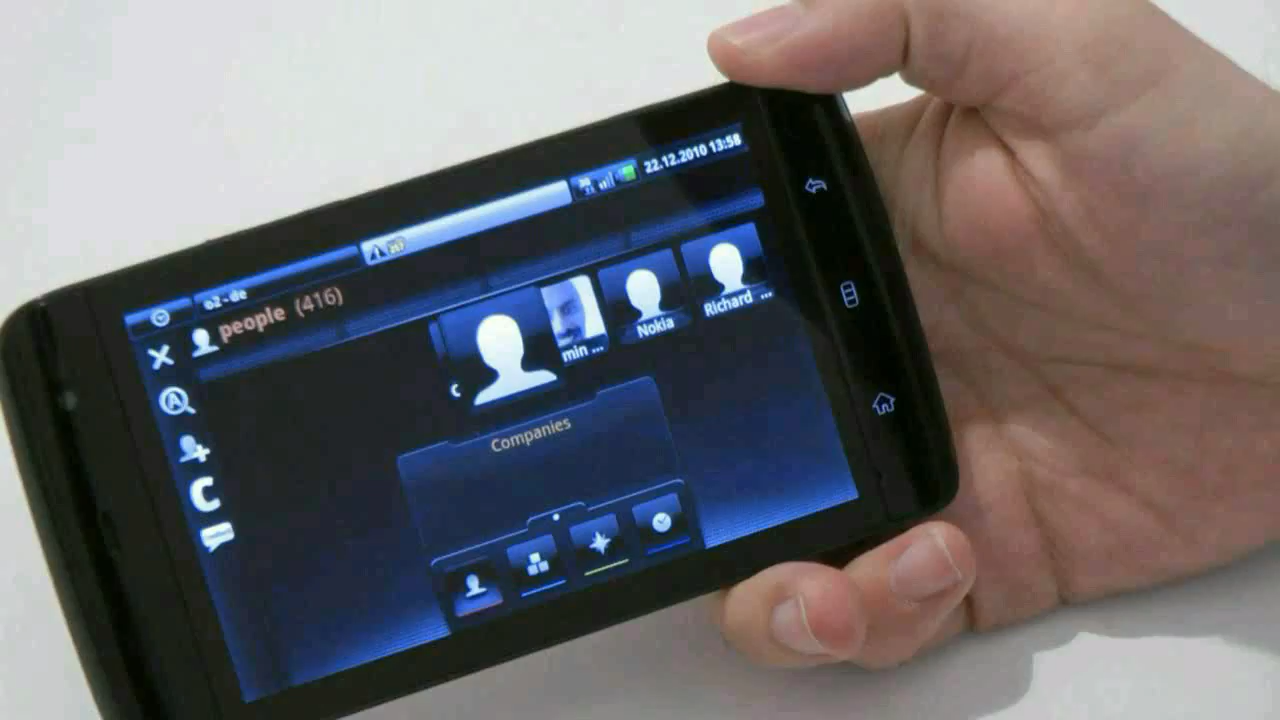 22.12.2010 13:58
o2 - de
people (416)
Richard ...
Nokia
min ...
C
Companies
C